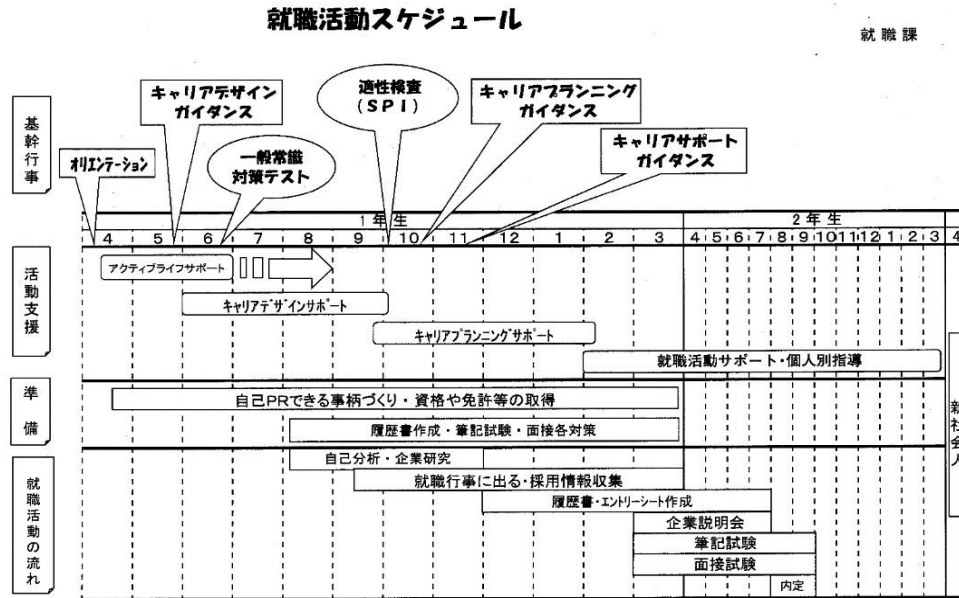 就職活動スケジュール
就職課
基幹行事
オリエンテーション
キャリアデザイン
ガイダンス
一般常識
対策テスト
適性検査
(SPI)
キャリアプランニング
ガイダンス
キャリアサポート
ガイダンス
1年生
2年生
4 5 6 7 8 9 10 11 12 1 2 3 4 5 6 7 8 9 10 11 12 1 2 3 4
活動支援
アクティブライフサポート
キャリアデザインサポート
キャリアプランニングサポート
就職活動サポート・個人別指導
準備
自己PRできる事柄づくり・資格や免許等の取得
履歴書作成・筆記試験・面接各対策
就職活動の流れ
自己分析・企業研究
就職行事に出る・採用情報収集
履歴書・エントリーシート作成
企業説明会
筆記試験
面接試験
内定
新社会人